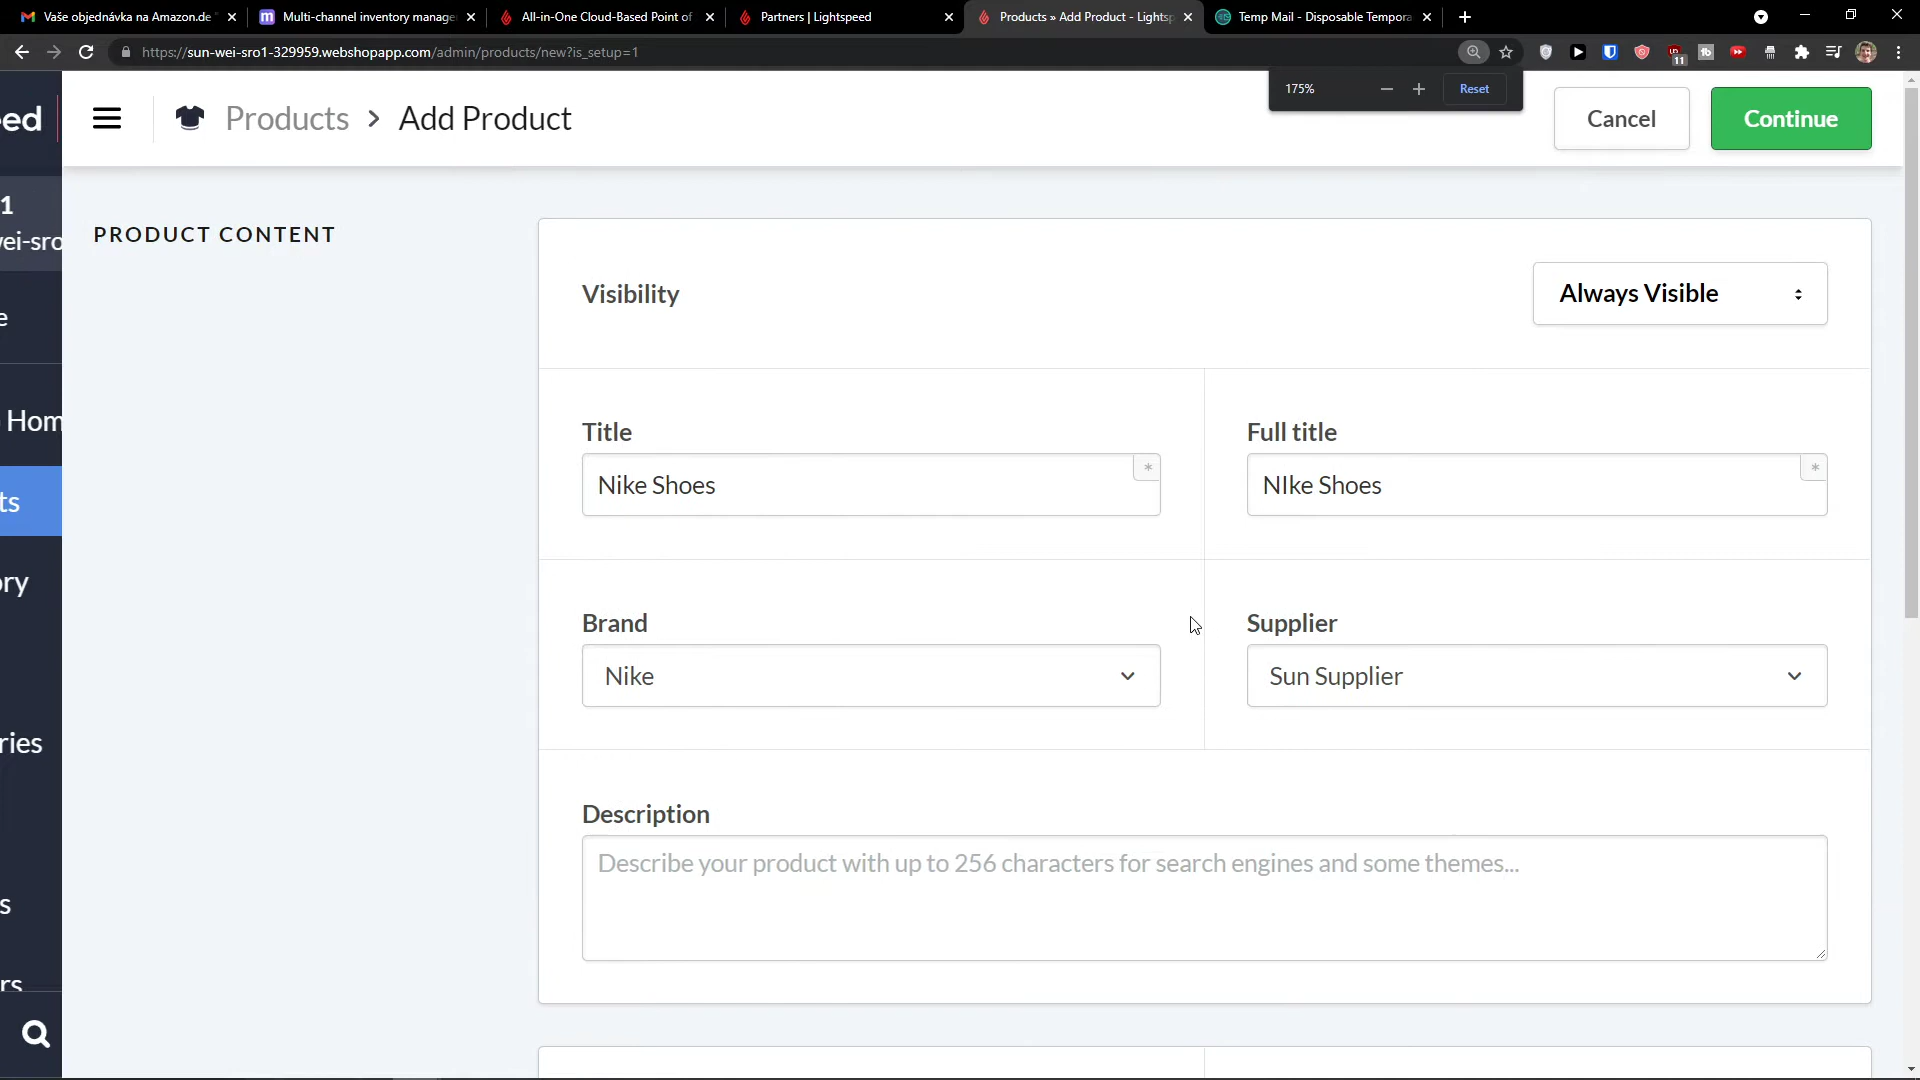 Vaše objednávka na Amazon.de
Multi-channel inventory manage
All-in-One Cloud-Based Point of
Partners | Lightspeed
Products » Add Product - Lightsp
Temp Mail - Disposable Tempora
https://sun-wei-sro1-329959.webshopapp.com/admin/products/new?is_setup=1
11
175%
Reset
eed
Products > Add Product
Cancel
Continue
1
ei-sro
PRODUCT CONTENT
Visibility
Always Visible
e
Hom
Title
Full title
Nike Shoes *
NIke Shoes *
ts
ory
Brand
Supplier
Nike
Sun Supplier
ries
Description
Describe your product with up to 256 characters for search engines and some themes...
s
rs